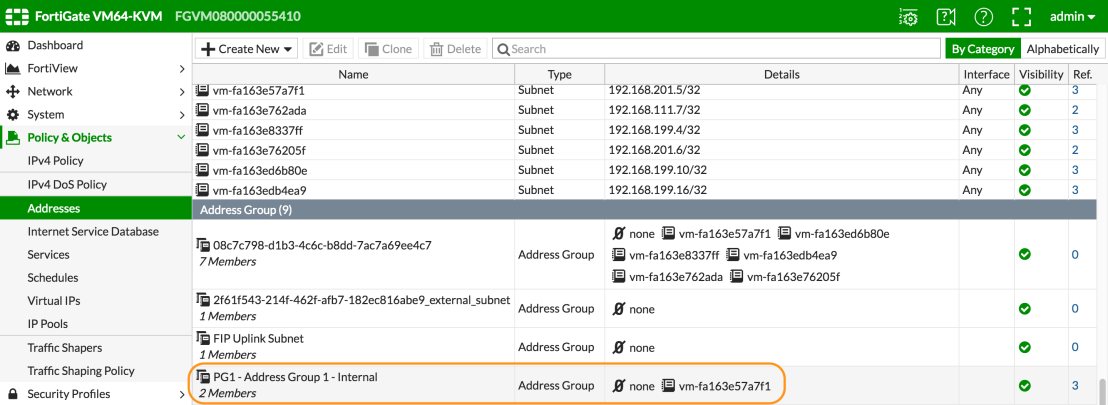 FortiGate VM64-KVM FGVM080000055410 admin
Dashboard
FortiView
Network
System
Policy & Objects
IPv4 Policy
IPv4 DoS Policy
Addresses
Internet Service Database
Services
Schedules
Virtual IPs
IP Pools
Traffic Shapers
Traffic Shaping Policy
Security Profiles
Create New Edit Clone Delete Search By Category Alphabetically
Name Type Details Interface Visibility Ref.
vm-fa163e57a7f1 Subnet 192.168.201.5/32 Any 3
vm-fa163e762ada Subnet 192.168.111.7/32 Any 2
vm-fa163e8337ff Subnet 192.168.199.4/32 Any 3
vm-fa163e76205f Subnet 192.168.201.6/32 Any 2
vm-fa163ed6b80e Subnet 192.168.199.10/32 Any 3
vm-fa163edb4ea9 Subnet 192.168.199.16/32 Any 3
Address Group (9)
08c7c798-d1b3-4c6c-b8dd-7ac7a69ee4c7
7 Members
Address Group
none vm-fa163e57a7f1 vm-fa163ed6b80e
vm-fa163e8337ff vm-fa163edb4ea9
vm-fa163e762ada vm-fa163e76205f
0
2f61f543-214f-462f-afb7-182ec816abe9_external_subnet
1 Members
Address Group none 0
FIP Uplink Subnet
1 Members
Address Group none 0
PG1 - Address Group 1 - Internal
2 Members
Address Group none vm-fa163e57a7f1 3